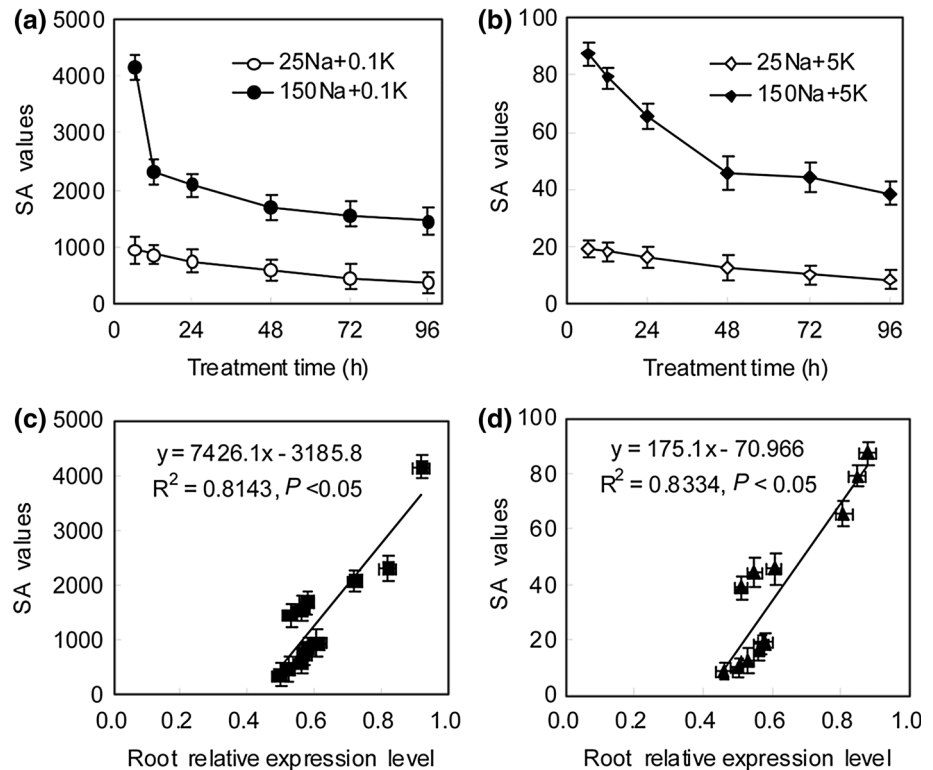 (a)
5000
4000
3000
2000
1000
0
SA values
25Na+0.1K
150Na+0.1K
0 24 48 72 96
Treatment time (h)
(b)
100
80
60
40
20
0
SA values
25Na+5K
150Na+5K
0 24 48 72 96
Treatment time (h)
(c)
5000
4000
3000
2000
1000
0
SA values
y = 7426.1x - 3185.8
R² = 0.8143, P <0.05
0.0 0.2 0.4 0.6 0.8 1.0
Root relative expression level
(d)
100
80
60
40
20
0
SA values
y = 175.1x - 70.966
R² = 0.8334, P < 0.05
0.0 0.2 0.4 0.6 0.8 1.0
Root relative expression level